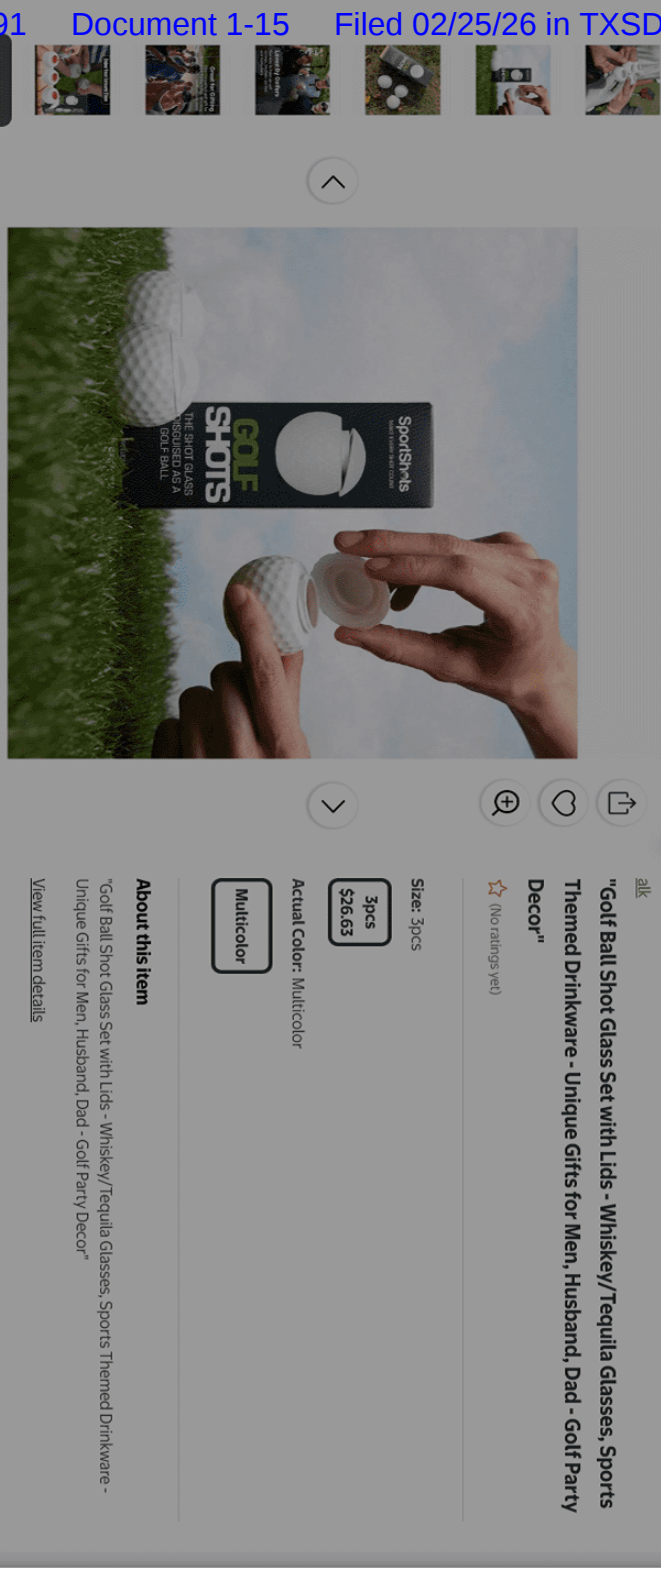 91 Document 1-15 Filed 02/25/26 in TXSD
alk
"Golf Ball Shot Glass Set with Lids - Whiskey/Tequila Glasses, Sports
Themed Drinkware - Unique Gifts for Men, Husband, Dad - Golf Party
Decor"
(No ratings yet)
Size: 3pcs
3pcs
$26.63
Actual Color: Multicolor
Multicolor
About this item
"Golf Ball Shot Glass Set with Lids - Whiskey/Tequila Glasses, Sports Themed Drinkware -
Unique Gifts for Men, Husband, Dad - Golf Party Decor"
View full item details
SportShots
GOLF
SHOTS
THE SHOT GLASS
DISGUISED AS A
GOLF BALL